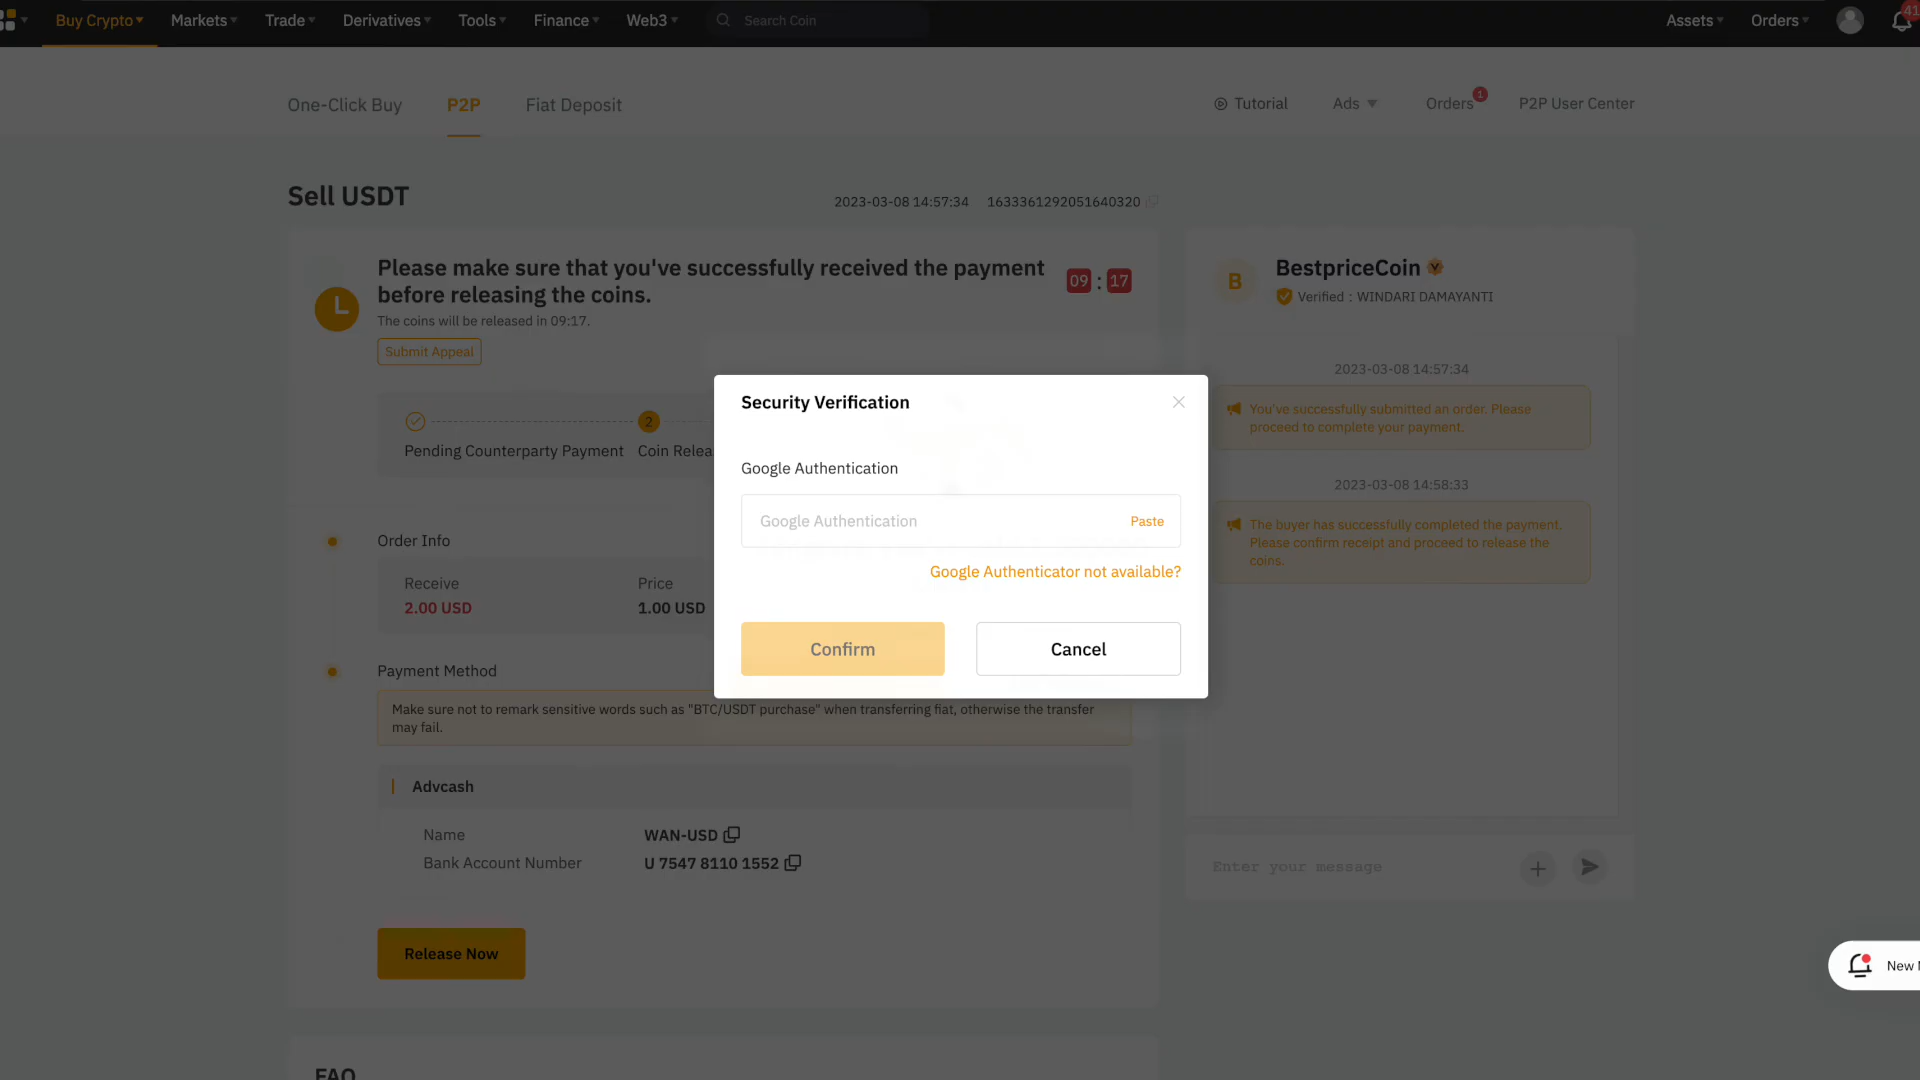 Buy Crypto Markets Trade Derivatives Tools Finance Web3 Search Coin Assets Orders 41
One-Click Buy P2P Fiat Deposit Tutorial Ads Orders 1 P2P User Center
Sell USDT
2023-03-08 14:57:34 1633361292051640320
Please make sure that you've successfully received the payment
before releasing the coins.
09 : 17
The coins will be released in 09:17.
Submit Appeal
2
Pending Counterparty Payment Coin Relea
Order Info
Receive Price
2.00 USD 1.00 USD
Payment Method
Make sure not to remark sensitive words such as "BTC/USDT purchase" when transferring fiat, otherwise the transfer
may fail.
Advcash
Name WAN-USD
Bank Account Number U 7547 8110 1552
Release Now
FAQ
Security Verification
Google Authentication
Google Authentication Paste
Google Authenticator not available?
Confirm Cancel
B
BestpriceCoin
Verified : WINDARI DAMAYANTI
2023-03-08 14:57:34
You've successfully submitted an order. Please
proceed to complete your payment.
2023-03-08 14:58:33
The buyer has successfully completed the payment.
Please confirm receipt and proceed to release the
coins.
Enter your message
New